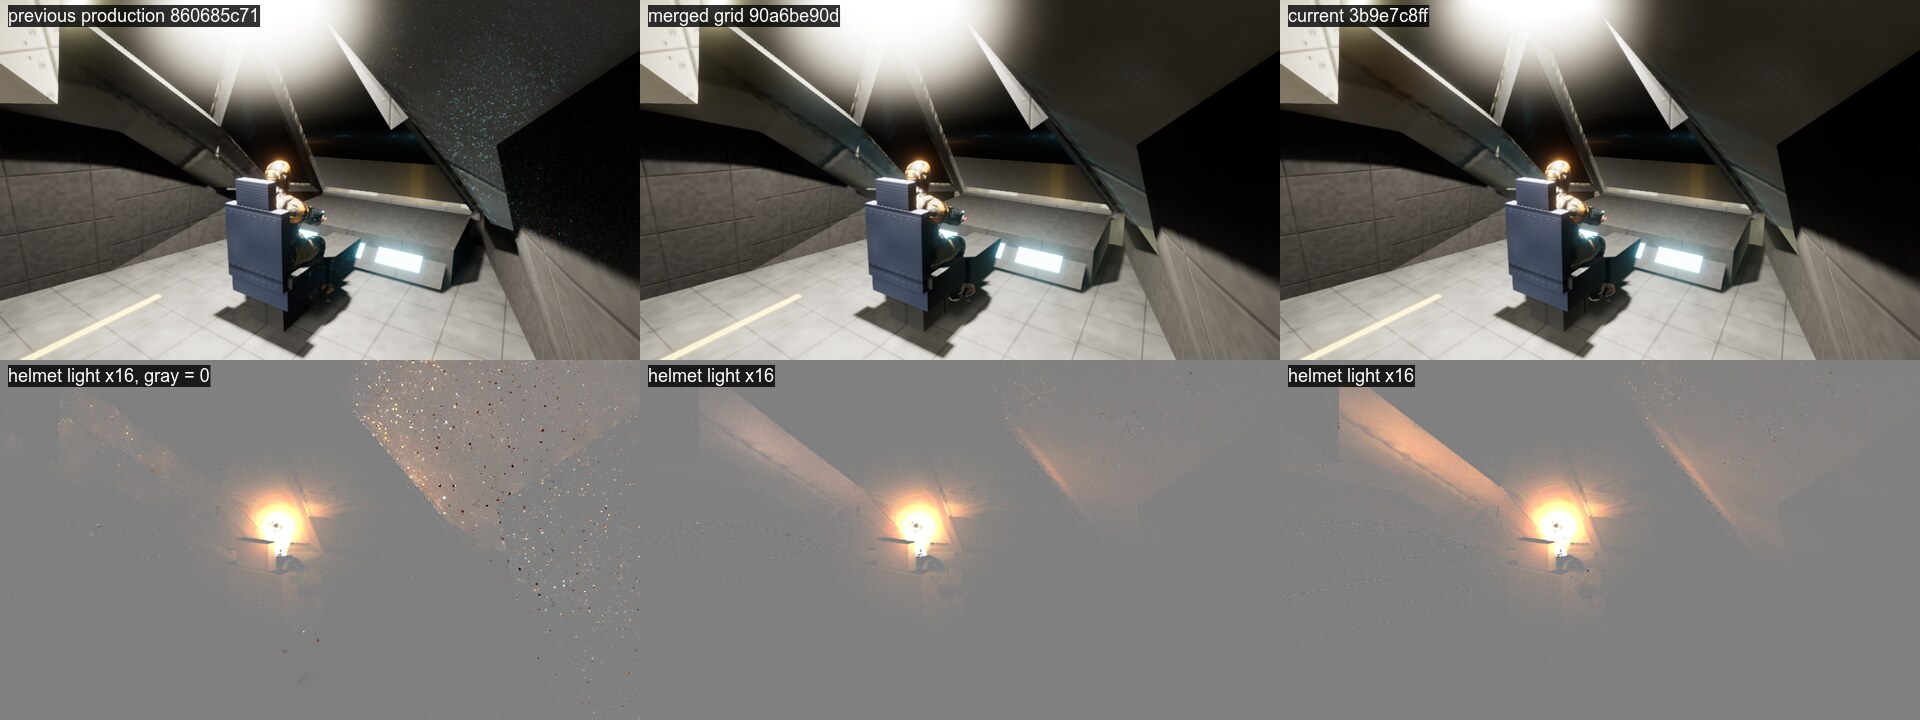 previous production 860685c71
merged grid 90a6be90d
current 3b9e7c8ff
helmet light x16, gray = 0
helmet light x16
helmet light x16